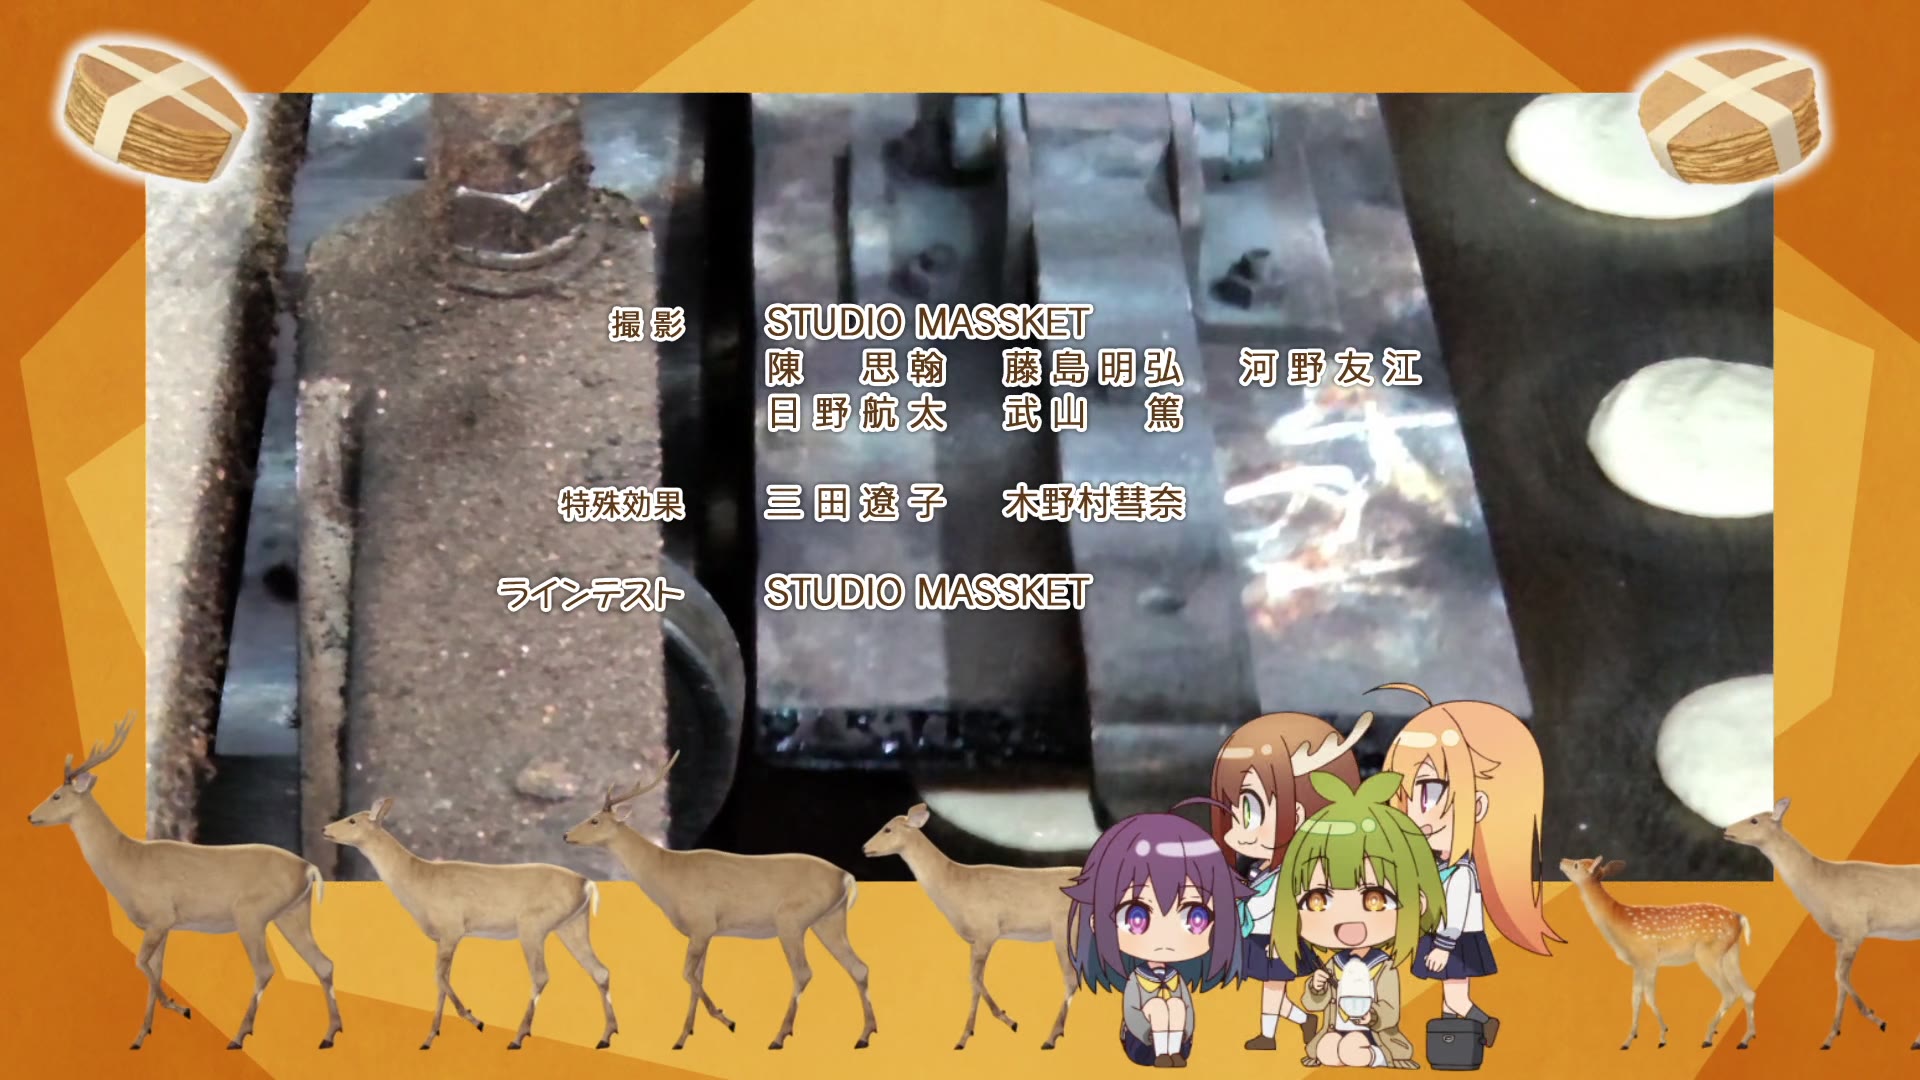 撮影 STUDIO MASSKET
陳 思翰 藤島明弘 河野友江
日野航太 武山 篤
特殊効果 三田遼子 木野村彗奈
ラインテスト STUDIO MASSKET